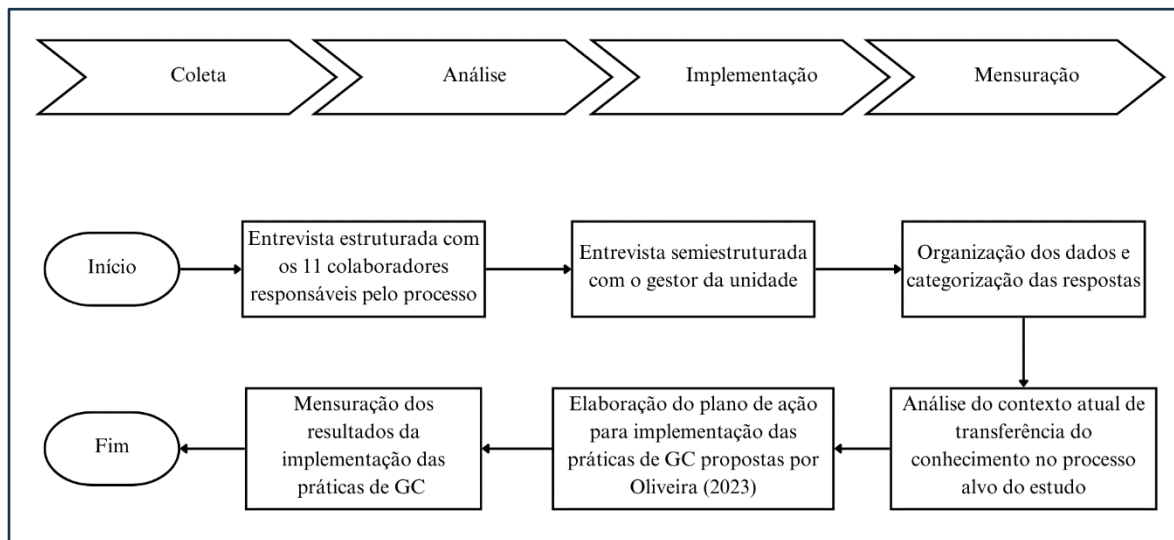 Coleta
Análise
Implementação
Mensuração
Início
Entrevista estruturada com
os 11 colaboradores
responsáveis pelo processo
Entrevista semiestruturada
com o gestor da unidade
Organização dos dados e
categorização das respostas
Análise do contexto atual de
transferência do
conhecimento no processo
alvo do estudo
Elaboração do plano de ação
para implementação das
práticas de GC propostas por
Oliveira (2023)
Mensuração dos
resultados da
implementação das
práticas de GC
Fim